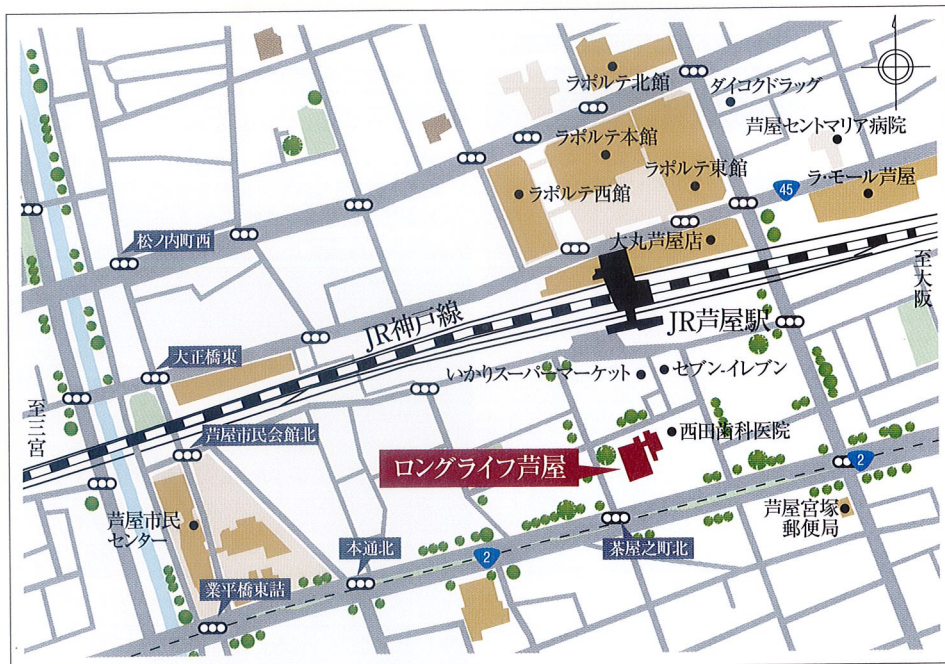 ラポルテ北館
ダイコクドラッグ
芦屋セントマリア病院
ラポルテ本館
ラポルテ東館
ラポルテ西館
45
ラ・モール芦屋
松ノ内町西
大丸芦屋店
至大阪
JR神戸線
JR芦屋駅
大正橋東
いかりスーパーマーケット
セブン-イレブン
至三宮
芦屋市民会館北
西田歯科医院
ロングライフ芦屋
2
芦屋市民
センター
芦屋宮塚
郵便局
本通北
茶屋之町北
2
業平橋東詰